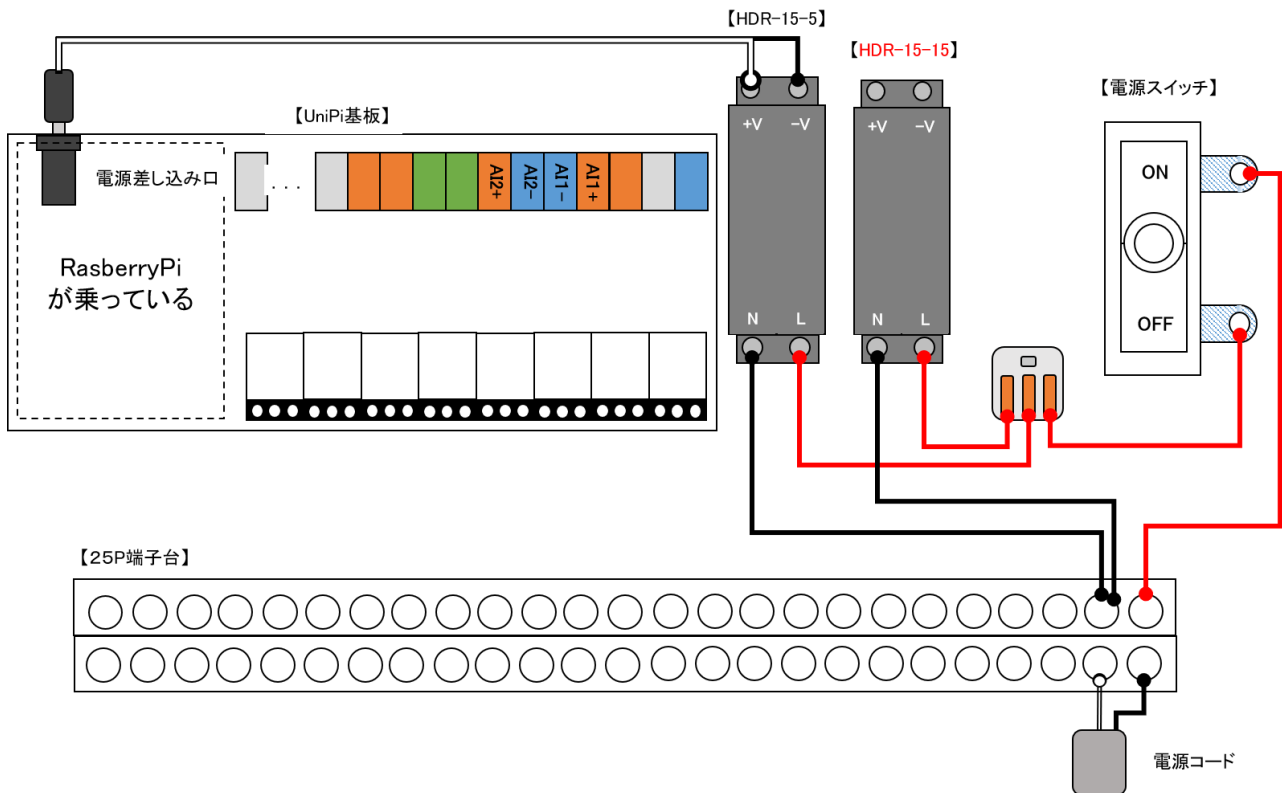 【HDR-15-5】
【HDR-15-15】
【電源スイッチ】
【UniPi基板】
+V -V
+V -V
電源差し込み口
...
AI2+
AI2-
AI1-
AI1+
ON
RasberryPi
が乗っている
N L
N L
OFF
【25P端子台】
電源コード